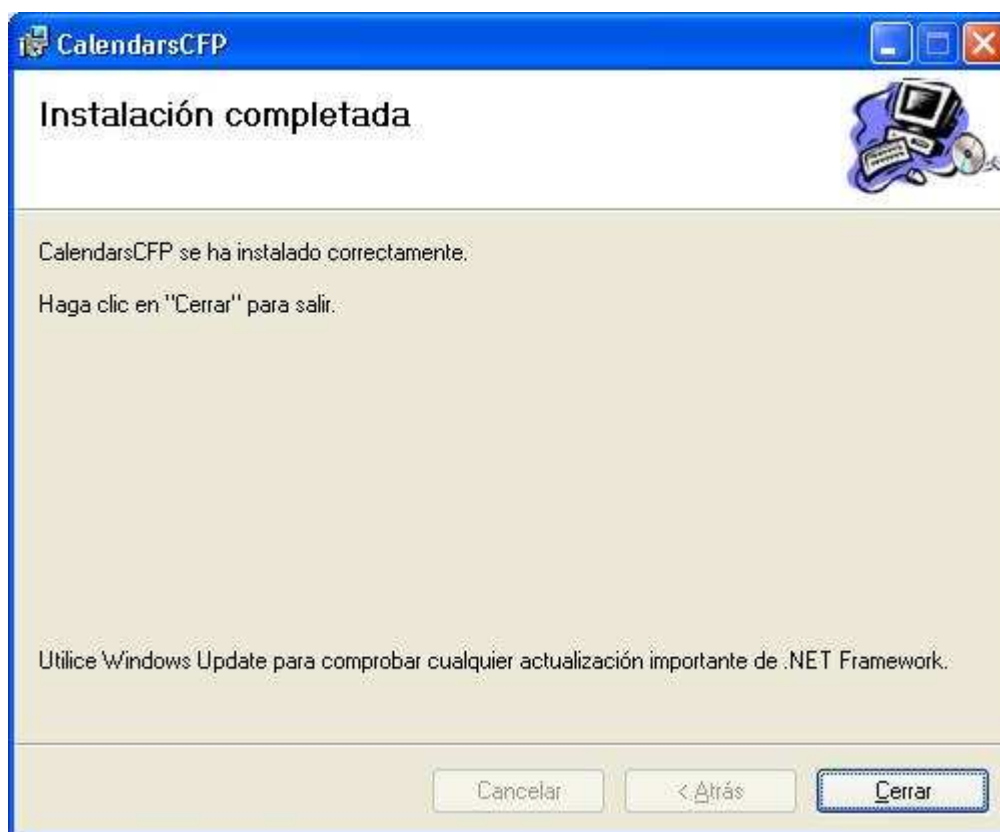 CalendarsCFP
Instalación completada
CalendarsCFP se ha instalado correctamente.
Haga clic en "Cerrar" para salir.
Utilice Windows Update para comprobar cualquier actualización importante de .NET Framework.
Cancelar
< Atrás
Cerrar